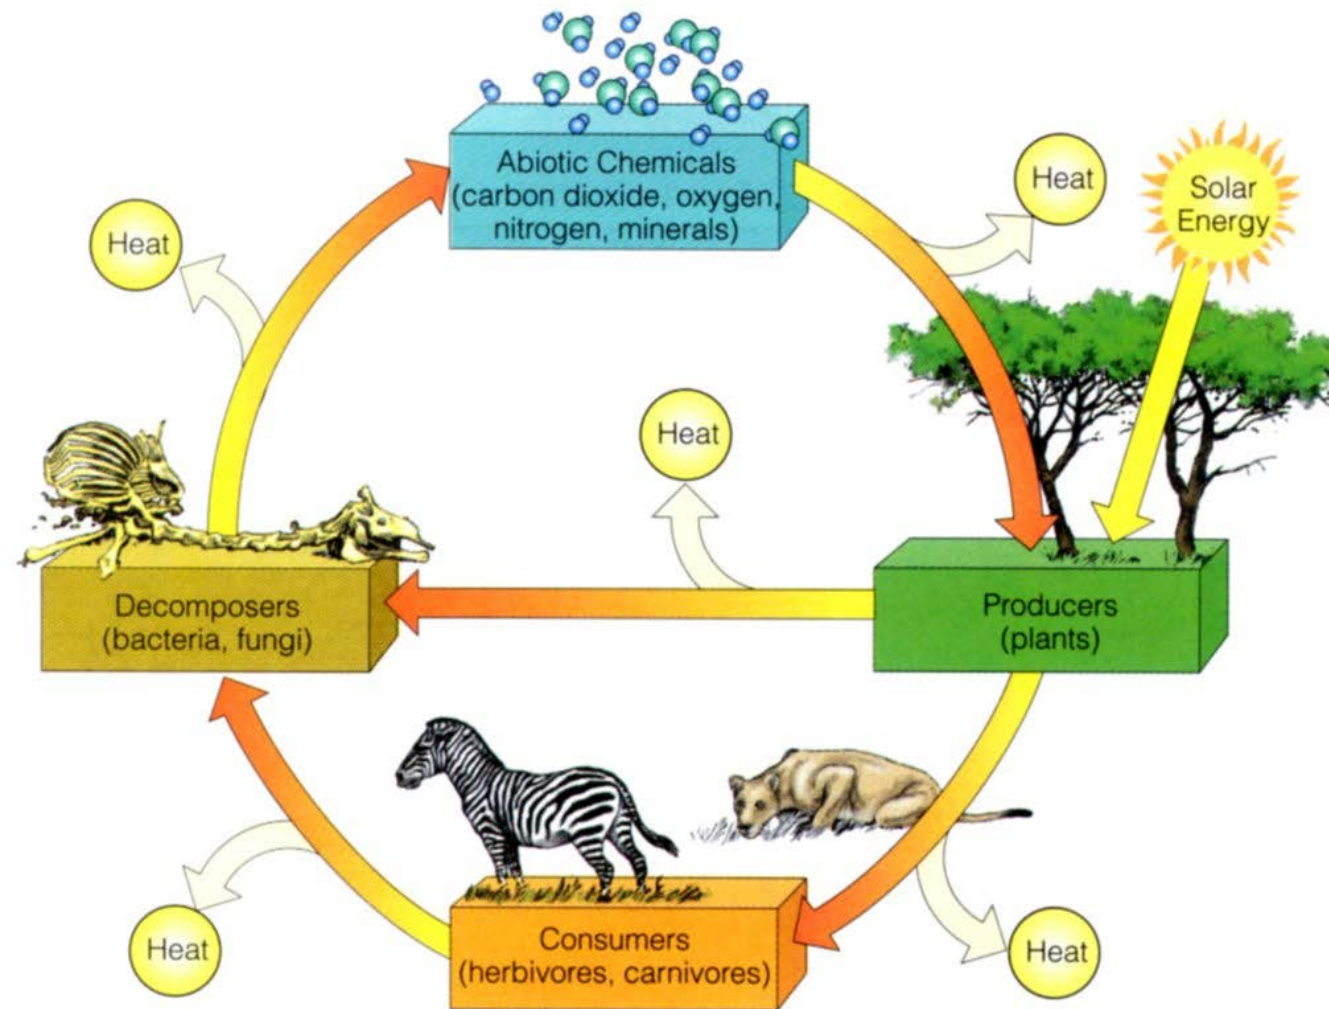 Abiotic Chemicals
(carbon dioxide, oxygen,
nitrogen, minerals)
Heat
Solar
Energy
Heat
Heat
Decomposers
(bacteria, fungi)
Producers
(plants)
Consumers
(herbivores, carnivores)
Heat
Heat